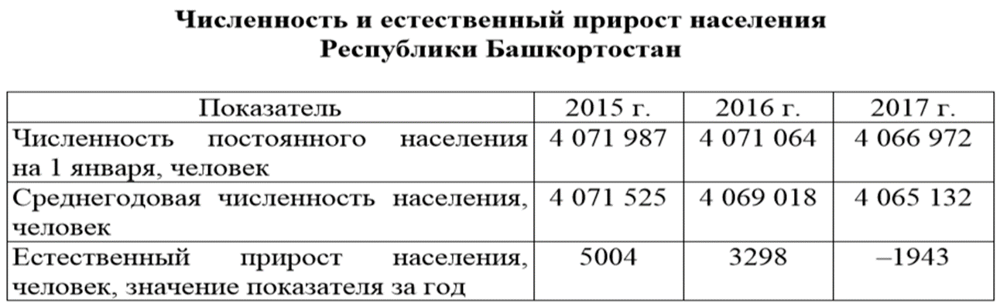 Численность и естественный прирост населения
Республики Башкортостан
Показатель 2015 г. 2016 г. 2017 г.
Численность постоянного населения 4 071 987 4 071 064 4 066 972
на 1 января, человек
Среднегодовая численность населения, 4 071 525 4 069 018 4 065 132
человек
Естественный прирост населения, 5004 3298 –1943
человек, значение показателя за год